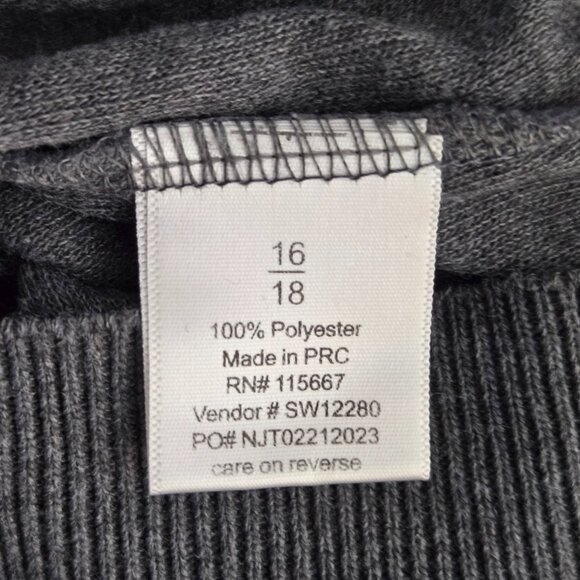 16
18
100% Polyester
Made in PRC
RN# 115667
Vendor # SW12280
PO# NJT02212023
care on reverse